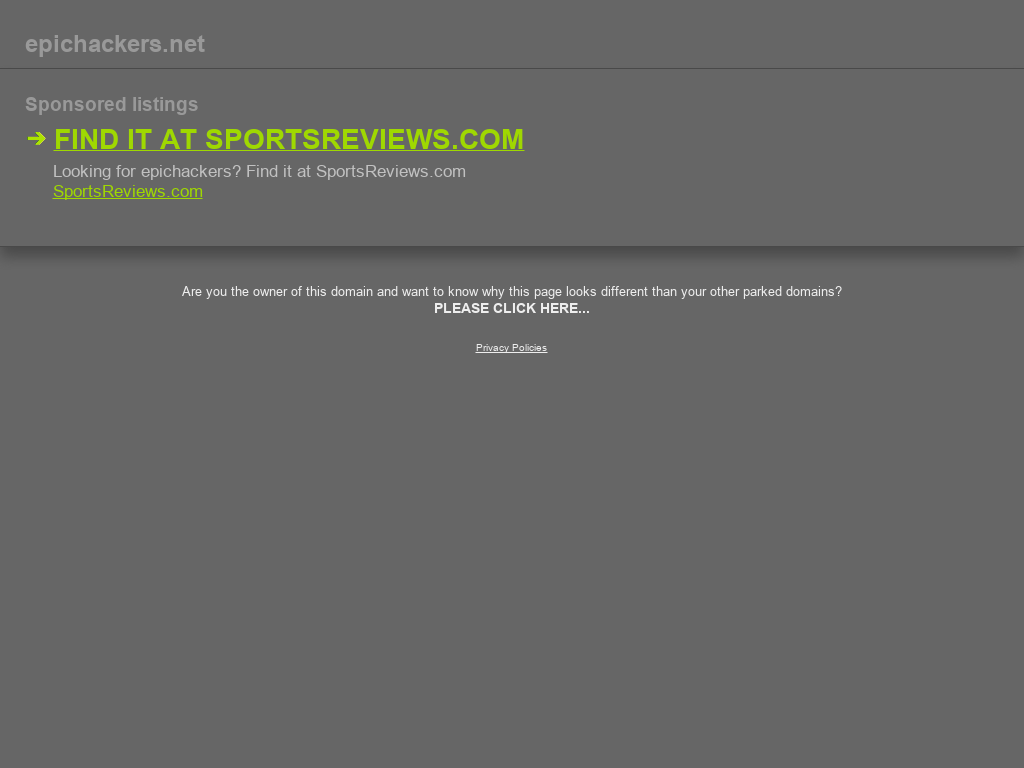 epichackers.net
Sponsored listings
FIND IT AT SPORTSREVIEWS.COM
Looking for epichackers? Find it at SportsReviews.com
SportsReviews.com
Are you the owner of this domain and want to know why this page looks different than your other parked domains?
PLEASE CLICK HERE...
Privacy Policies